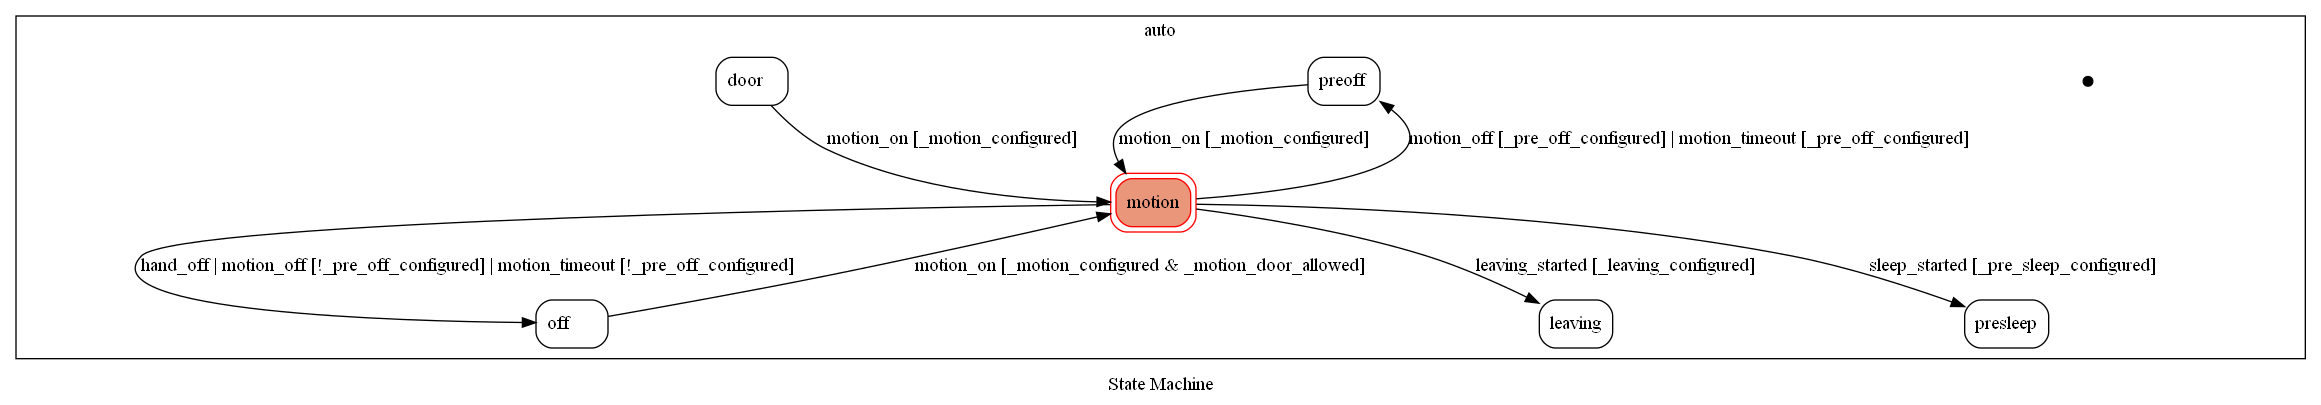 auto
door
preoff
motion_on [_motion_configured]
motion_on [_motion_configured]
motion_off [_pre_off_configured] | motion_timeout [_pre_off_configured]
motion
hand_off | motion_off [!_pre_off_configured] | motion_timeout [!_pre_off_configured]
motion_on [_motion_configured & _motion_door_allowed]
leaving_started [_leaving_configured]
sleep_started [_pre_sleep_configured]
off
leaving
presleep
State Machine